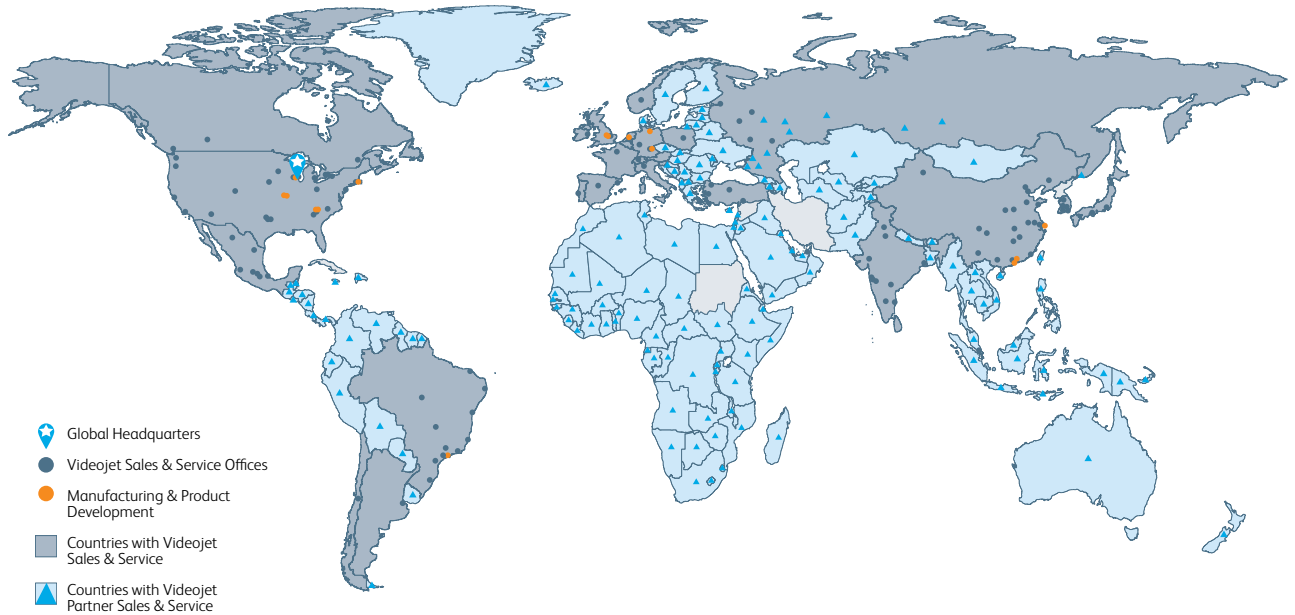 Global Headquarters
Videojet Sales & Service Offices
Manufacturing & Product
Development
Countries with Videojet
Sales & Service
Countries with Videojet
Partner Sales & Service